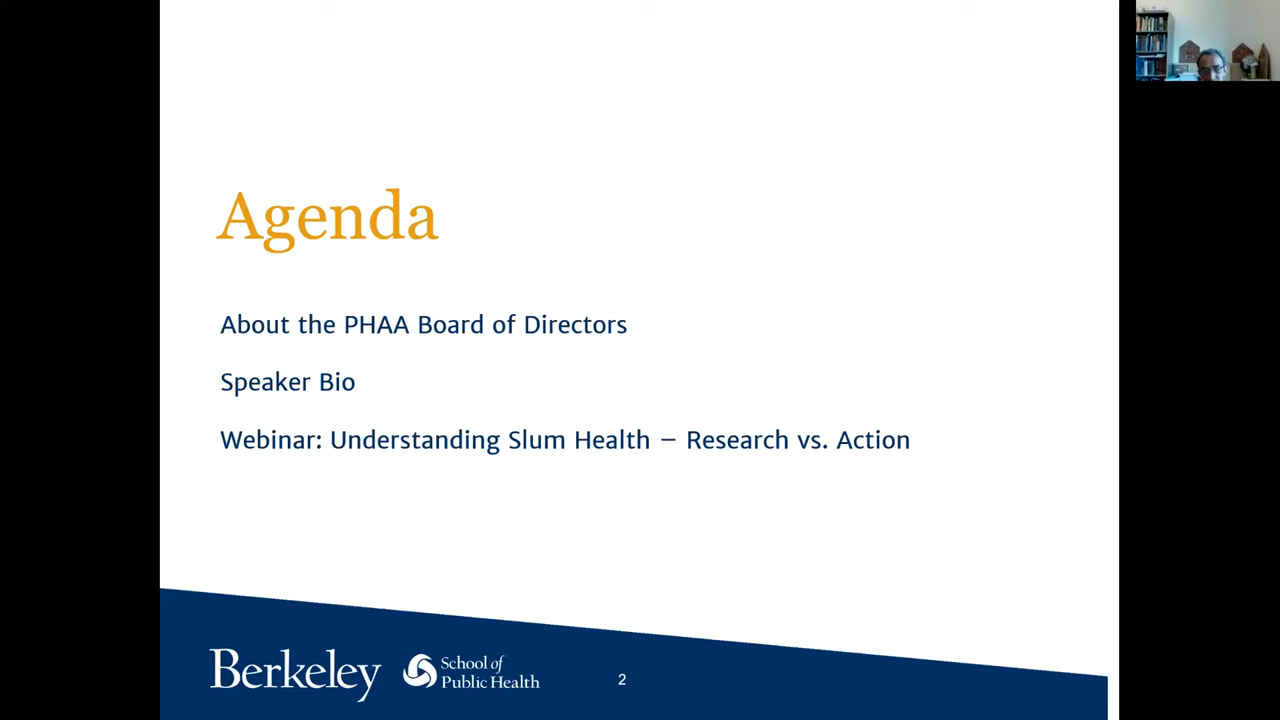 Agenda
About the PHAA Board of Directors
Speaker Bio
Webinar: Understanding Slum Health – Research vs. Action
Berkeley
School of
Public Health
2